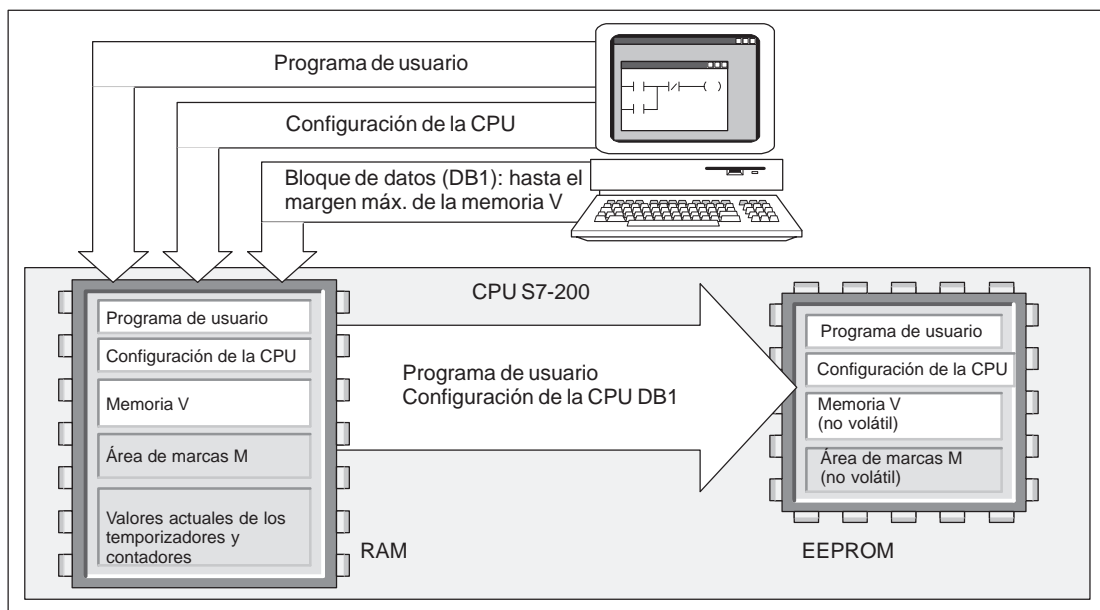 Programa de usuario
Configuración de la CPU
Bloque de datos (DB1): hasta el
margen máx. de la memoria V
CPU S7-200
Programa de usuario
Configuración de la CPU
Memoria V
Área de marcas M
Valores actuales de los
temporizadores y
contadores
RAM
Programa de usuario
Configuración de la CPU DB1
Programa de usuario
Configuración de la CPU
Memoria V
(no volátil)
Área de marcas M
(no volátil)
EEPROM